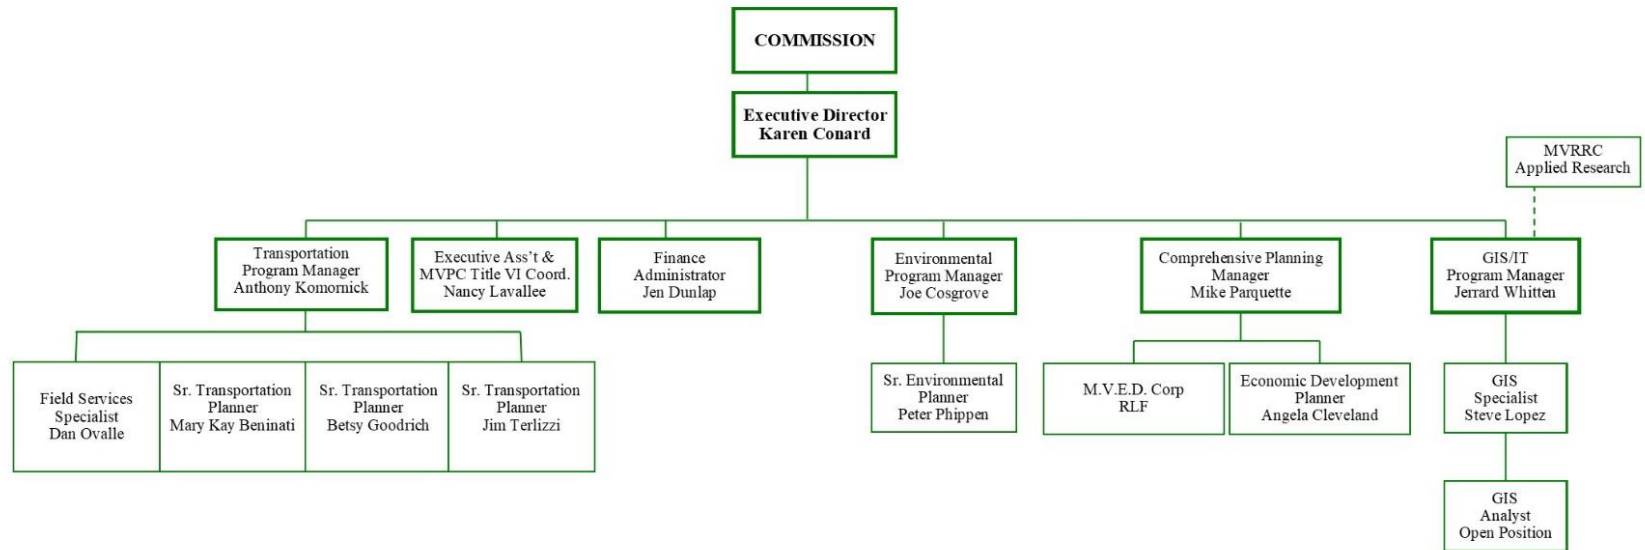 COMMISSION
Executive Director
Karen Conard
MVRRC
Applied Research
Transportation
Program Manager
Anthony Komornick
Executive Ass’t &
MVPC Title VI Coord.
Nancy Lavallee
Finance
Administrator
Jen Dunlap
Environmental
Program Manager
Joe Cosgrove
Comprehensive Planning
Manager
Mike Parquette
GIS/IT
Program Manager
Jerrard Whitten
Field Services
Specialist
Dan Ovalle
Sr. Transportation
Planner
Mary Kay Beninati
Sr. Transportation
Planner
Betsy Goodrich
Sr. Transportation
Planner
Jim Terlizzi
Sr. Environmental
Planner
Peter Phippen
M.V.E.D. Corp
RLF
Economic Development
Planner
Angela Cleveland
GIS
Specialist
Steve Lopez
GIS
Analyst
Open Position